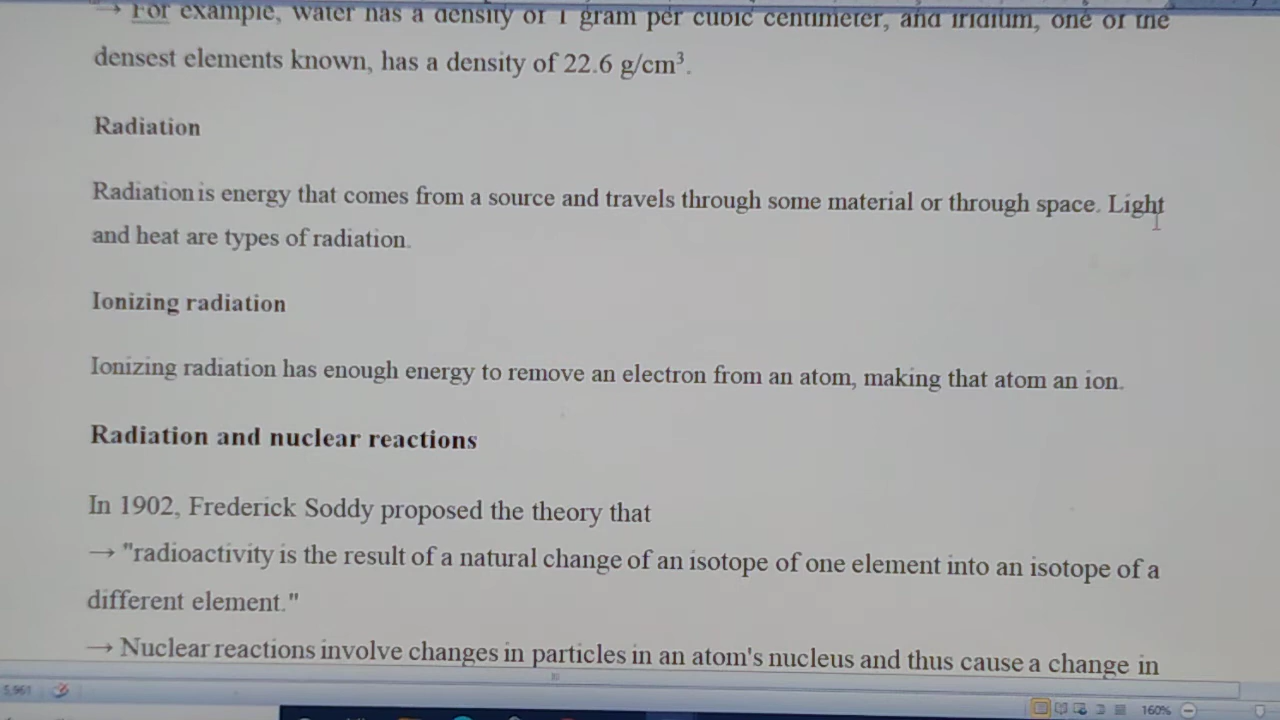 → For example, water has a density of 1 gram per cubic centimeter, and iridium, one of the
densest elements known, has a density of 22.6 g/cm³.
Radiation
Radiation is energy that comes from a source and travels through some material or through space. Light
and heat are types of radiation.
Ionizing radiation
Ionizing radiation has enough energy to remove an electron from an atom, making that atom an ion.
Radiation and nuclear reactions
In 1902, Frederick Soddy proposed the theory that
→ "radioactivity is the result of a natural change of an isotope of one element into an isotope of a
different element."
→ Nuclear reactions involve changes in particles in an atom's nucleus and thus cause a change in
5,961
160%